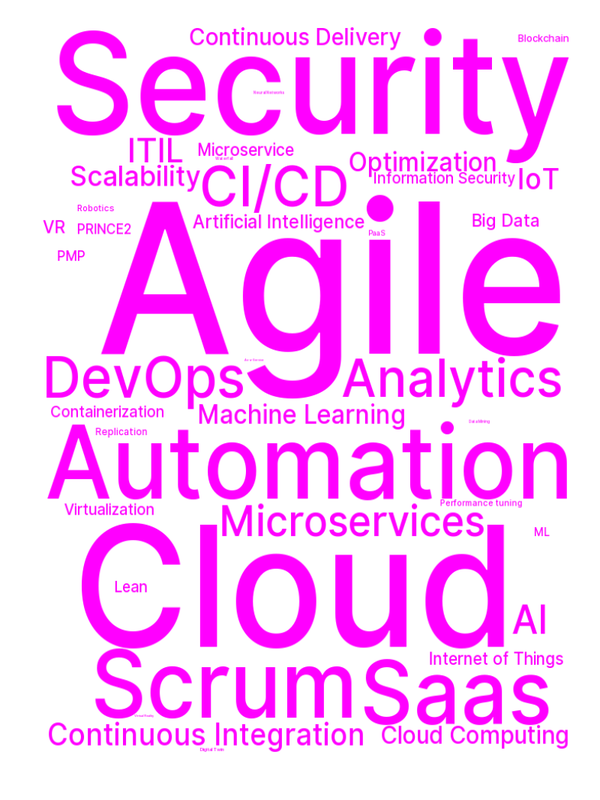 Continuous Delivery
Blockchain
Security
ITIL
Microservice
Optimization
Scalability
CI/CD
Information Security
IoT
Robotics
Artificial Intelligence
Big Data
VR
PRINCE2
PaaS
PMP
Agile
DevOps
Analytics
Containerization
Machine Learning
Replication
Automation
Performance tuning
Virtualization
Microservices
ML
Cloud
Lean
AI
Internet of Things
Scrum
Saas
Continuous Integration
Cloud Computing
Digital Twin